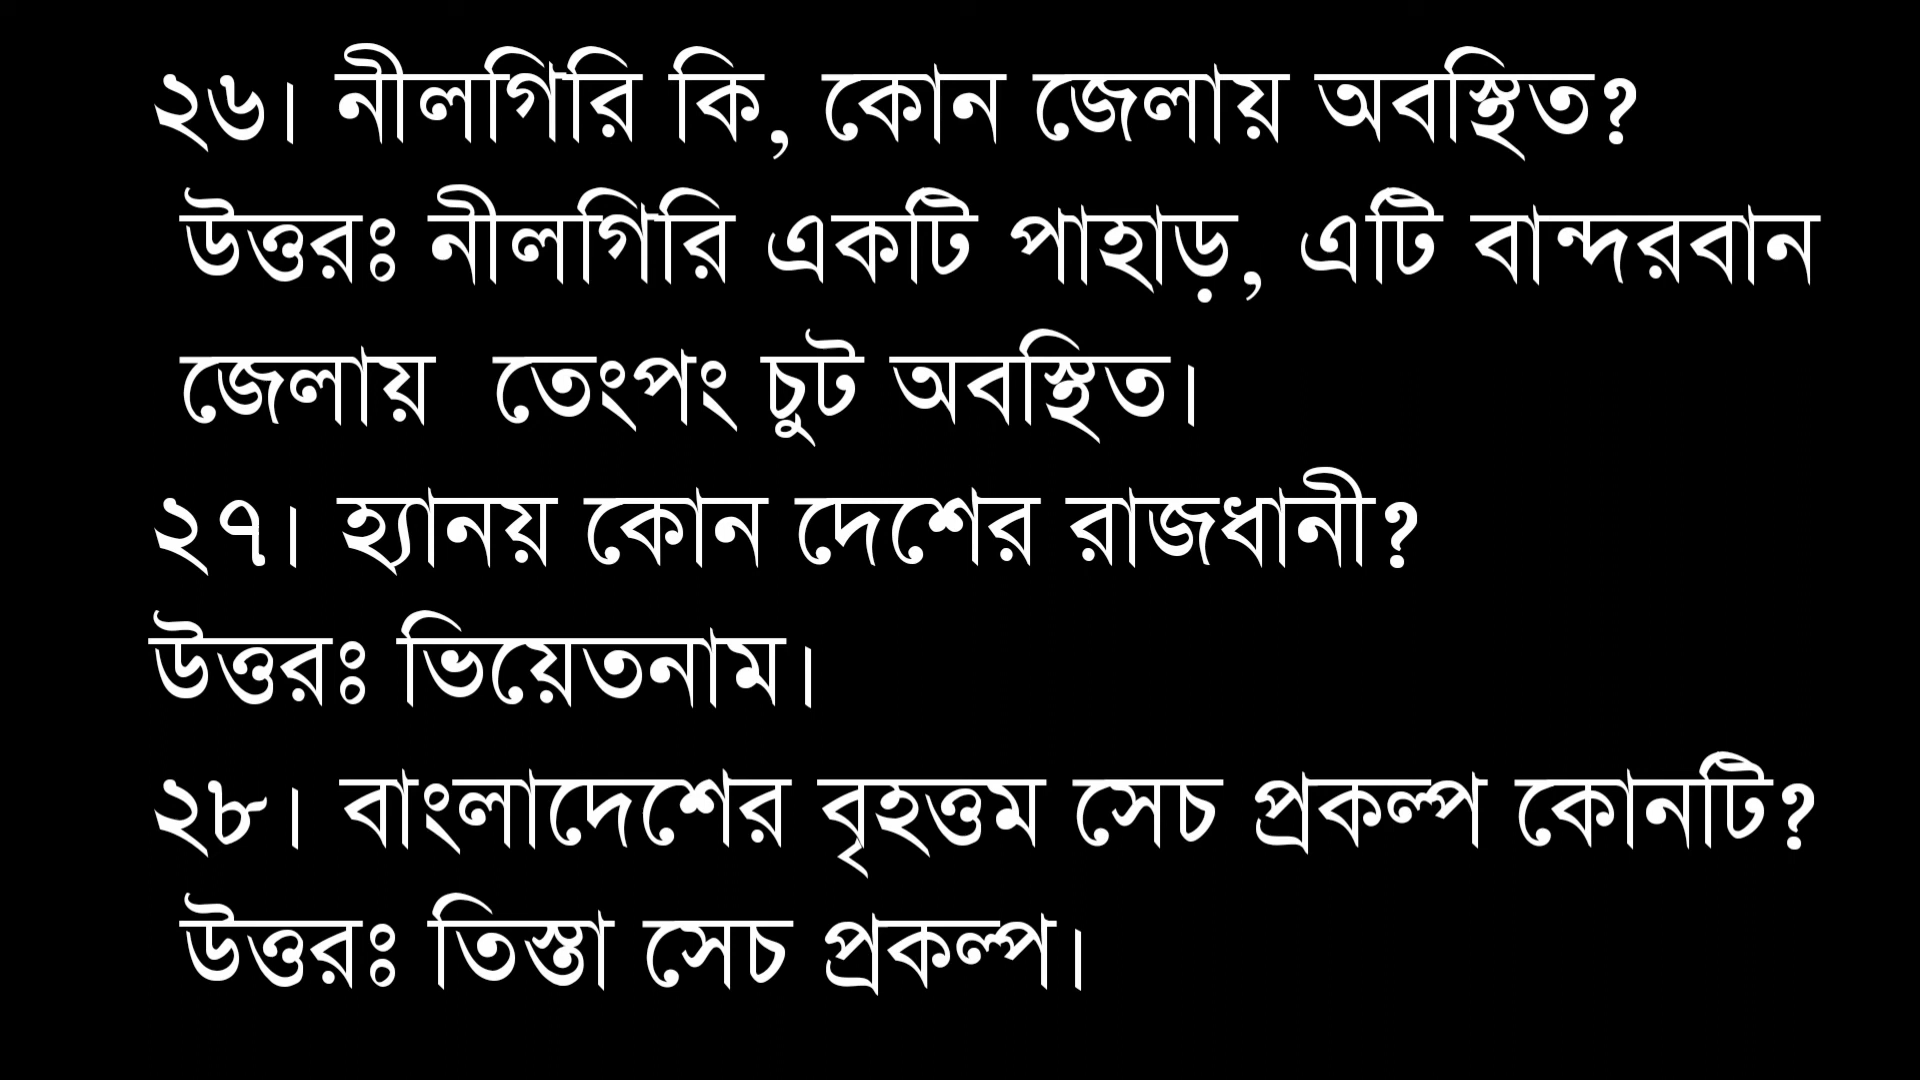 ২৬। নীলগিরি কি, কোন জেলায় অবস্থিত?
উত্তরঃ নীলগিরি একটি পাহাড়, এটি বান্দরবান
জেলায় তেংপং চুট অবস্থিত।
২৭। হ্যানয় কোন দেশের রাজধানী?
উত্তরঃ ভিয়েতনাম।
২৮। বাংলাদেশের বৃহত্তম সেচ প্রকল্প কোনটি?
উত্তরঃ তিস্তা সেচ প্রকল্প।